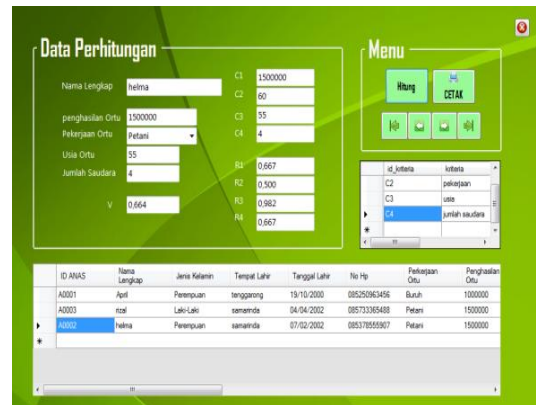 Data Perhitungan
Nama Lengkap helma
penghasilan Ortu 1500000
Pekerjaan Ortu Petani
Usia Ortu 55
Jumlah Saudara 4
V 0,664
C1 1500000
C2 60
C3 55
C4 4
R1 0,667
R2 0,500
R3 0,982
R4 0,667
Menu
Hitung
CETAK
id_kriteria kriteria
C2 pekerjaan
C3 usia
C4 jumlah saudara
ID ANAS Nama Lengkap Jenis Kelamin Tempat Lahir Tanggal Lahir No Hp Perkerjaan Ortu Penghasilan Ortu
A0001 April Perempuan tenggarong 19/10/2000 085250963456 Buruh 1000000
A0003 rizal Laki-Laki samarinda 04/04/2002 085733365488 Petani 1500000
A0002 helma Perempuan samarinda 07/02/2002 085378555907 Petani 1500000